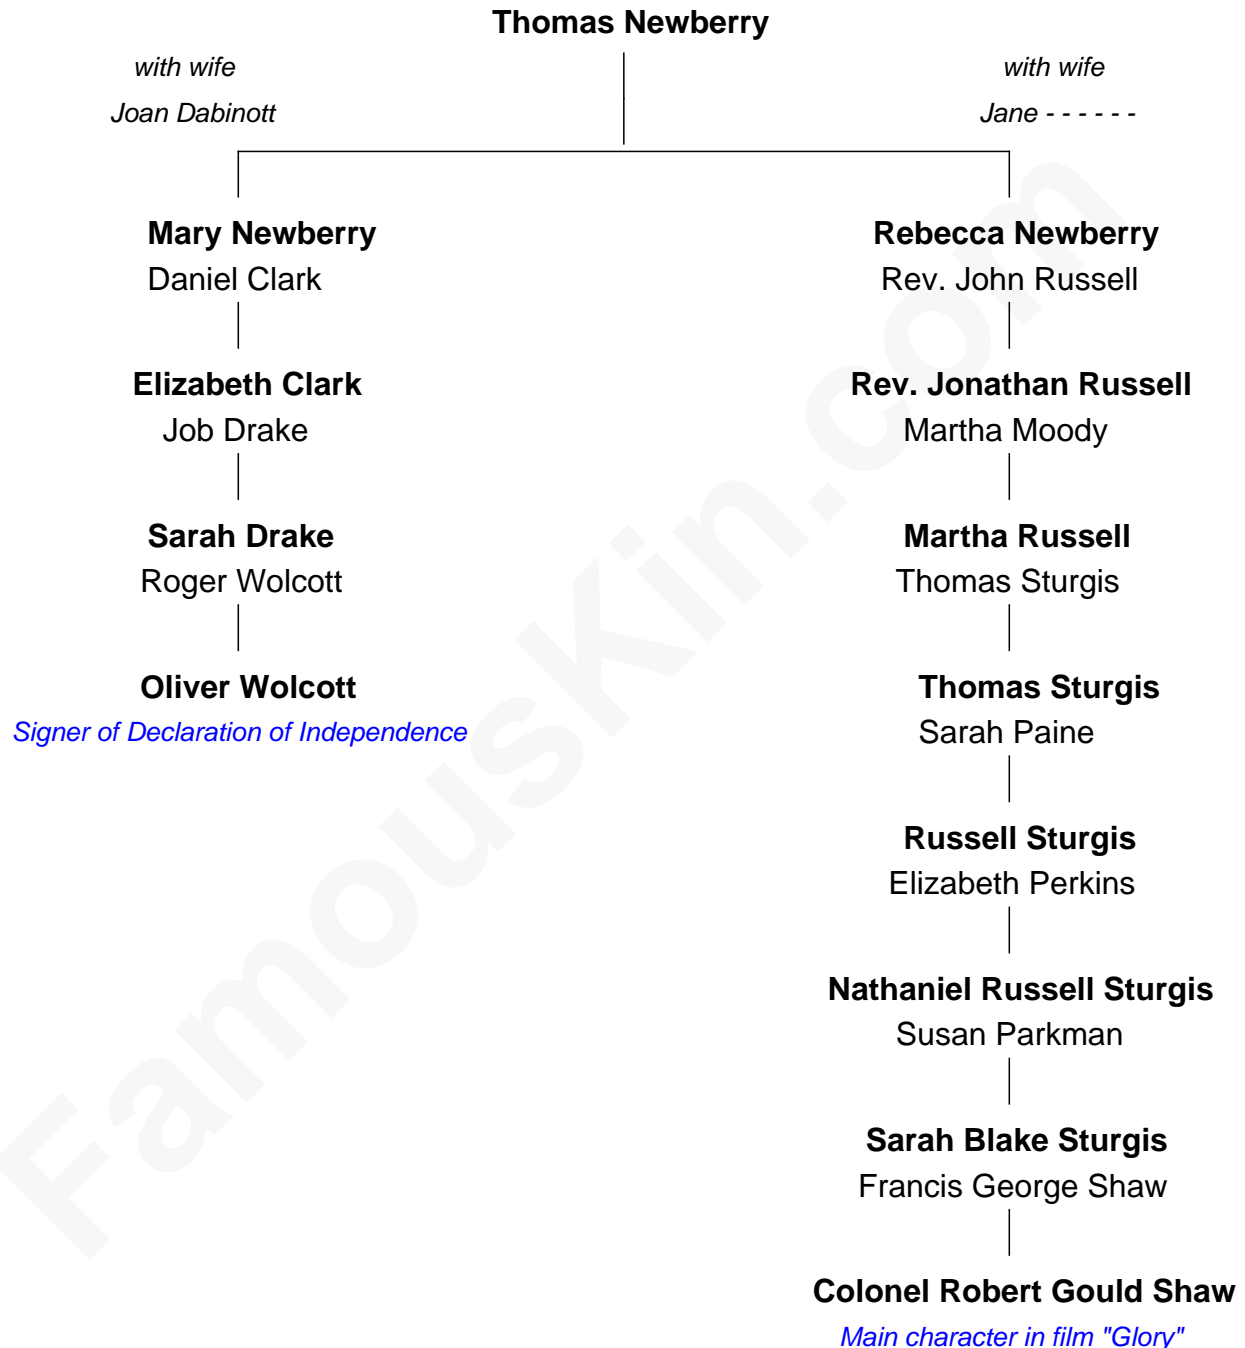 Thomas Newberry
with wife
Joan Dabinott
with wife
Jane - - - - - -
Mary Newberry
Daniel Clark
Rebecca Newberry
Rev. John Russell
Elizabeth Clark
Job Drake
Rev. Jonathan Russell
Martha Moody
Sarah Drake
Roger Wolcott
Martha Russell
Thomas Sturgis
Oliver Wolcott
Signer of Declaration of Independence
Thomas Sturgis
Sarah Paine
Russell Sturgis
Elizabeth Perkins
Nathaniel Russell Sturgis
Susan Parkman
Sarah Blake Sturgis
Francis George Shaw
Colonel Robert Gould Shaw
Main character in film "Glory"
FamousKin.com